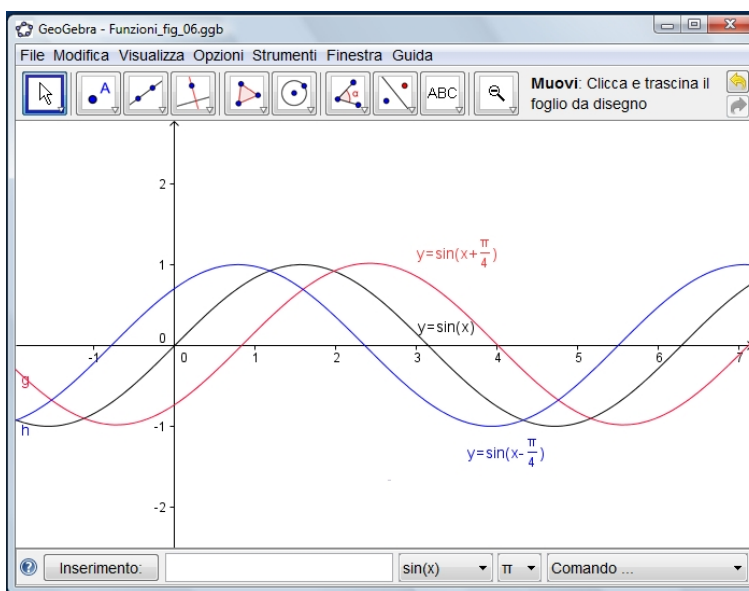 GeoGebra - Funzioni_fig_06.ggb
File Modifica Visualizza Opzioni Strumenti Finestra Guida
A
α
ABC
Muovi: Clicca e trascina il
foglio da disegno
2
y=sin(x+π/4)
1
y=sin(x)
0
-1 0 1 2 3 4 5 6 7
g
h
-1
y=sin(x-π/4)
-2
Inserimento: sin(x) π Comando ...